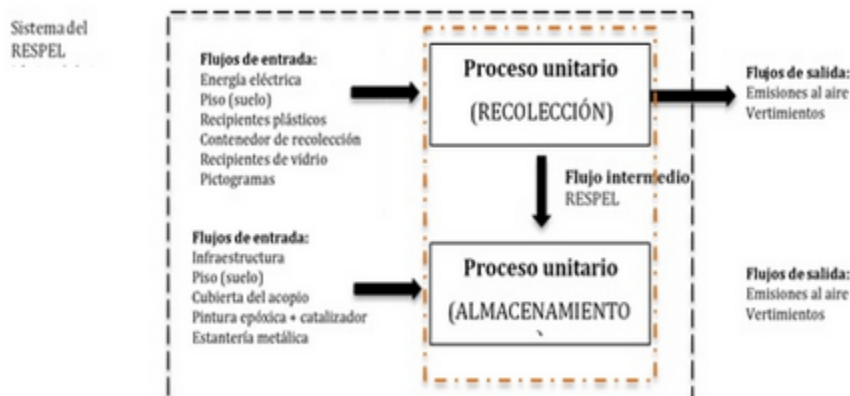 Sistema del
RESPEL
Flujos de entrada:
Energía eléctrica
Piso (suelo)
Recipientes plásticos
Contenedor de recolección
Recipientes de vidrio
Pictogramas
Proceso unitario
(RECOLECCIÓN)
Flujos de salida:
Emisiones al aire
Vertimientos
Flujo intermedio
RESPEL
Flujos de entrada:
Infraestructura
Piso (suelo)
Cubierta del acopio
Pintura epóxica + catalizador
Estantería metálica
Proceso unitario
(ALMACENAMIENTO
Flujos de salida:
Emisiones al aire
Vertimientos